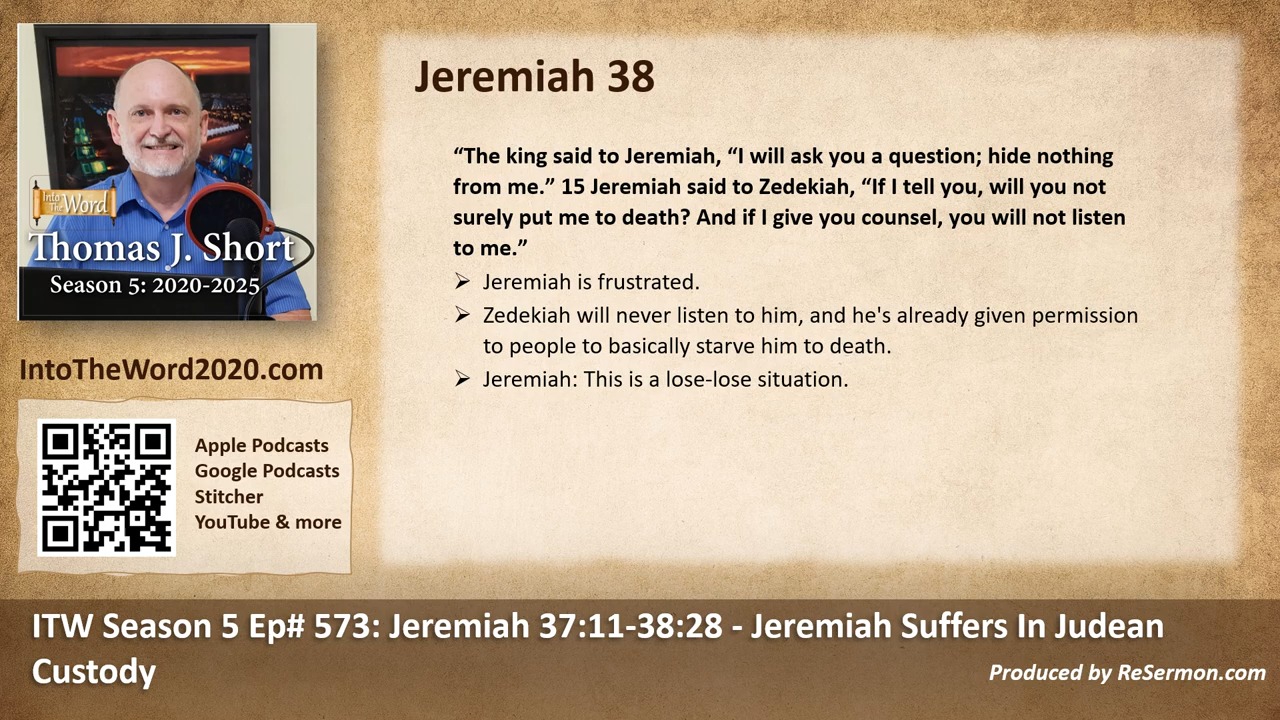 Into
The Word
Thomas J. Short
Season 5: 2020-2025
IntoTheWord2020.com
Apple Podcasts
Google Podcasts
Stitcher
YouTube & more
Jeremiah 38
“The king said to Jeremiah, “I will ask you a question; hide nothing
from me.” 15 Jeremiah said to Zedekiah, “If I tell you, will you not
surely put me to death? And if I give you counsel, you will not listen
to me.”
➢ Jeremiah is frustrated.
➢ Zedekiah will never listen to him, and he's already given permission
to people to basically starve him to death.
➢ Jeremiah: This is a lose-lose situation.
ITW Season 5 Ep# 573: Jeremiah 37:11-38:28 - Jeremiah Suffers In Judean
Custody
Produced by ReSermon.com